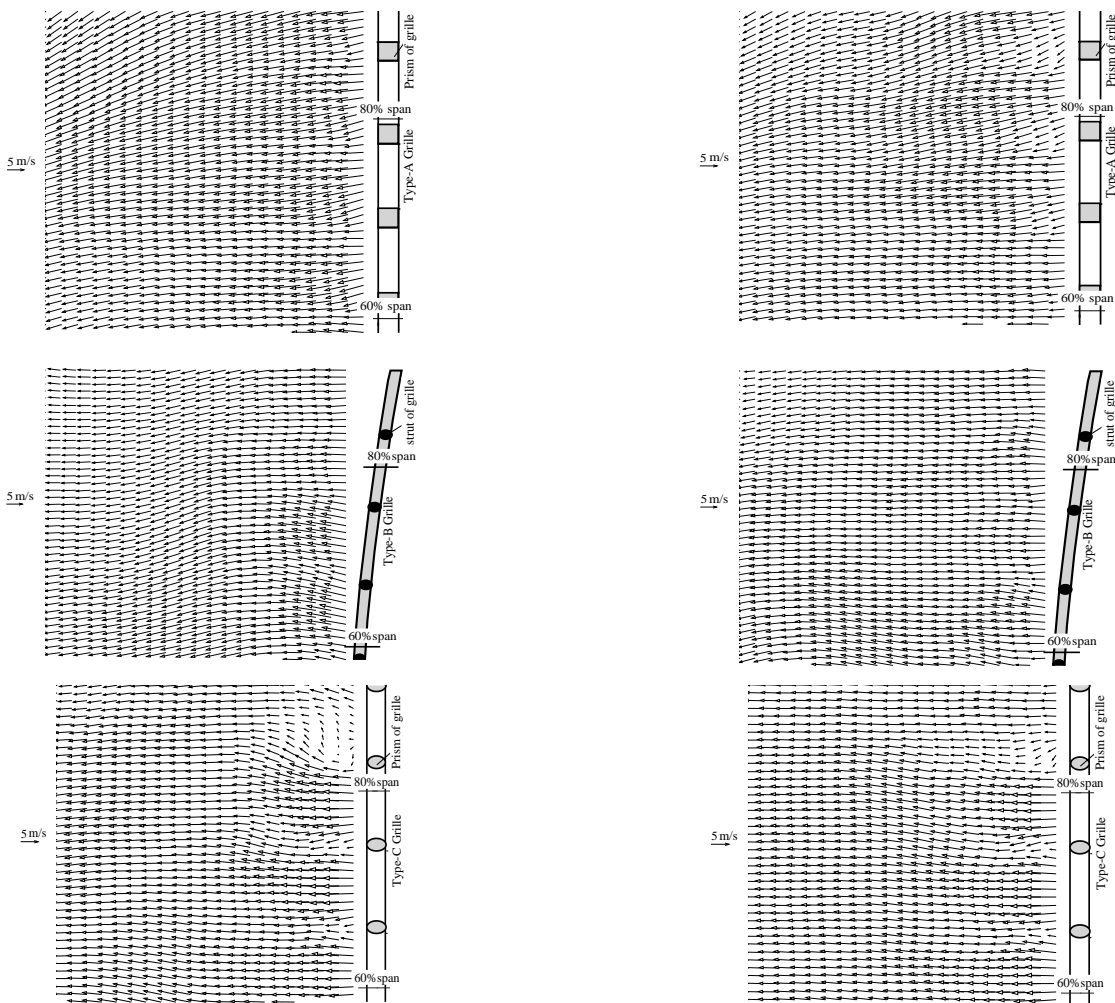 Prism of grille
80% span
Type-A Grille
5 m/s
60% span
Prism of grille
80% span
Type-A Grille
5 m/s
60% span
strut of grille
80%span
5 m/s
Type-B Grille
60%span
strut of grille
80%span
5 m/s
Type-B Grille
60%span
Prism of grille
80%span
5 m/s
Type-C Grille
60%span
Prism of grille
80%span
5 m/s
Type-C Grille
60%span